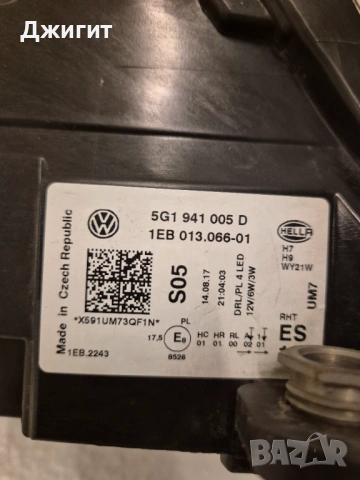 Джигит
5G1 941 005 D
1EB 013.066-01
HELLA
H7
H9
WY21W
Made in Czech Republic
S05
14.08.17
21:04:03
DRL/PL 4 LED
12V/6W/3W
UM7
*X591UM73QF1N*
1EB.2243
PL
17,5
E8
8526
HC HR RL
01 01 00 02 01
RHT
ES
BAZAR